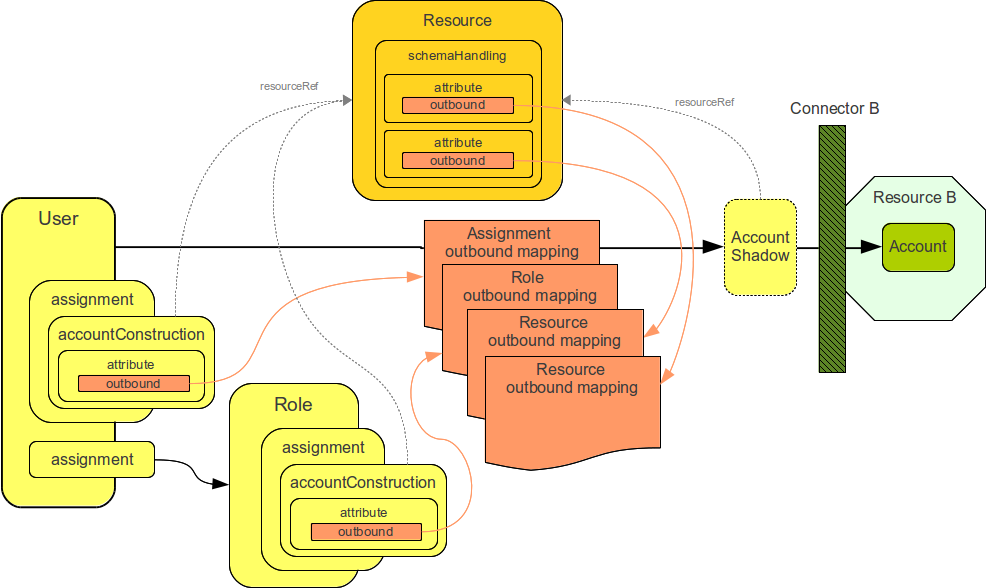 Resource
schemaHandling
attribute
outbound
attribute
outbound
resourceRef
resourceRef
Connector B
Resource B
Account
Account
Shadow
User
assignment
accountConstruction
attribute
outbound
assignment
Assignment
outbound mapping
Role
outbound mapping
Resource
outbound mapping
Resource
outbound mapping
Role
assignment
accountConstruction
attribute
outbound